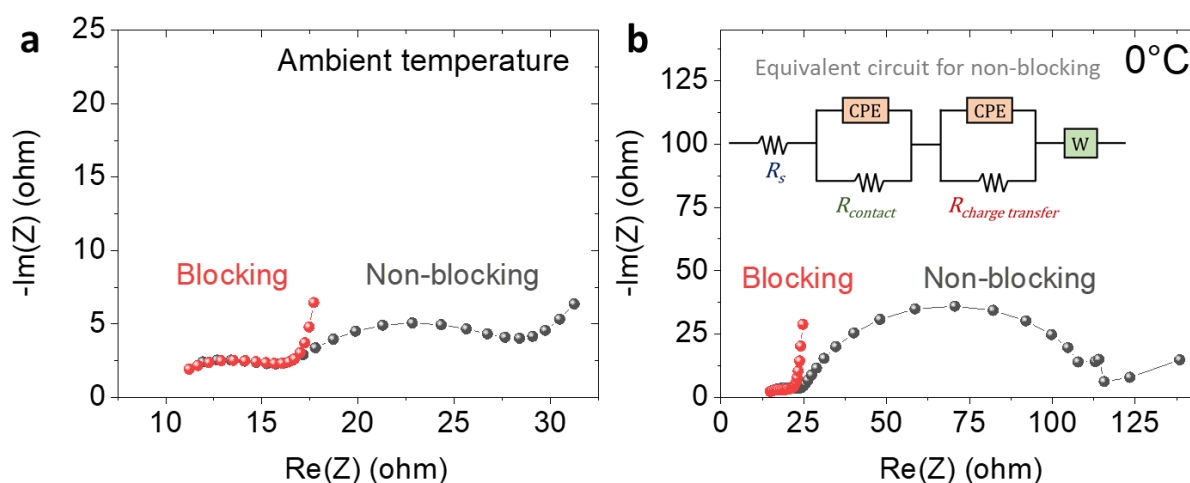 a
Ambient temperature
25
20
15
10
5
0
-Im(Z) (ohm)
Blocking
Non-blocking
10
15
20
25
30
Re(Z) (ohm)
b
0°C
Equivalent circuit for non-blocking
CPE
CPE
W
Rs
Rcontact
Rcharge transfer
125
100
75
50
25
0
-Im(Z) (ohm)
Blocking
Non-blocking
0
25
50
75
100
125
Re(Z) (ohm)